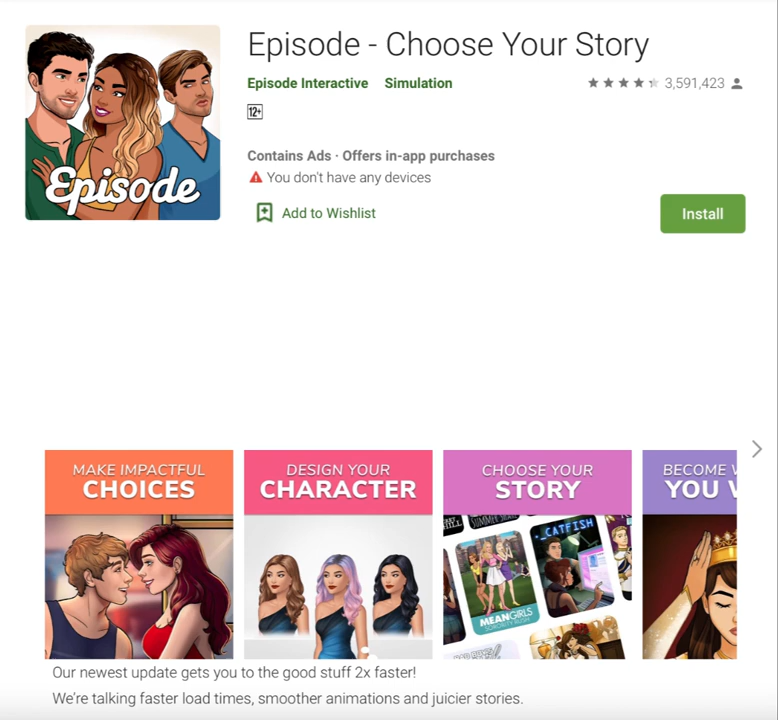 Episode - Choose Your Story
Episode Interactive Simulation 3,591,423
12+
Contains Ads · Offers in-app purchases
You don't have any devices
Add to Wishlist
Install
Episode
MAKE IMPACTFUL
CHOICES
DESIGN YOUR
CHARACTER
CHOOSE YOUR
STORY
CATFISH
MEAN GIRLS
SORORITY RUSH
BECOME
YOU
Our newest update gets you to the good stuff 2x faster!
We're talking faster load times, smoother animations and juicier stories.